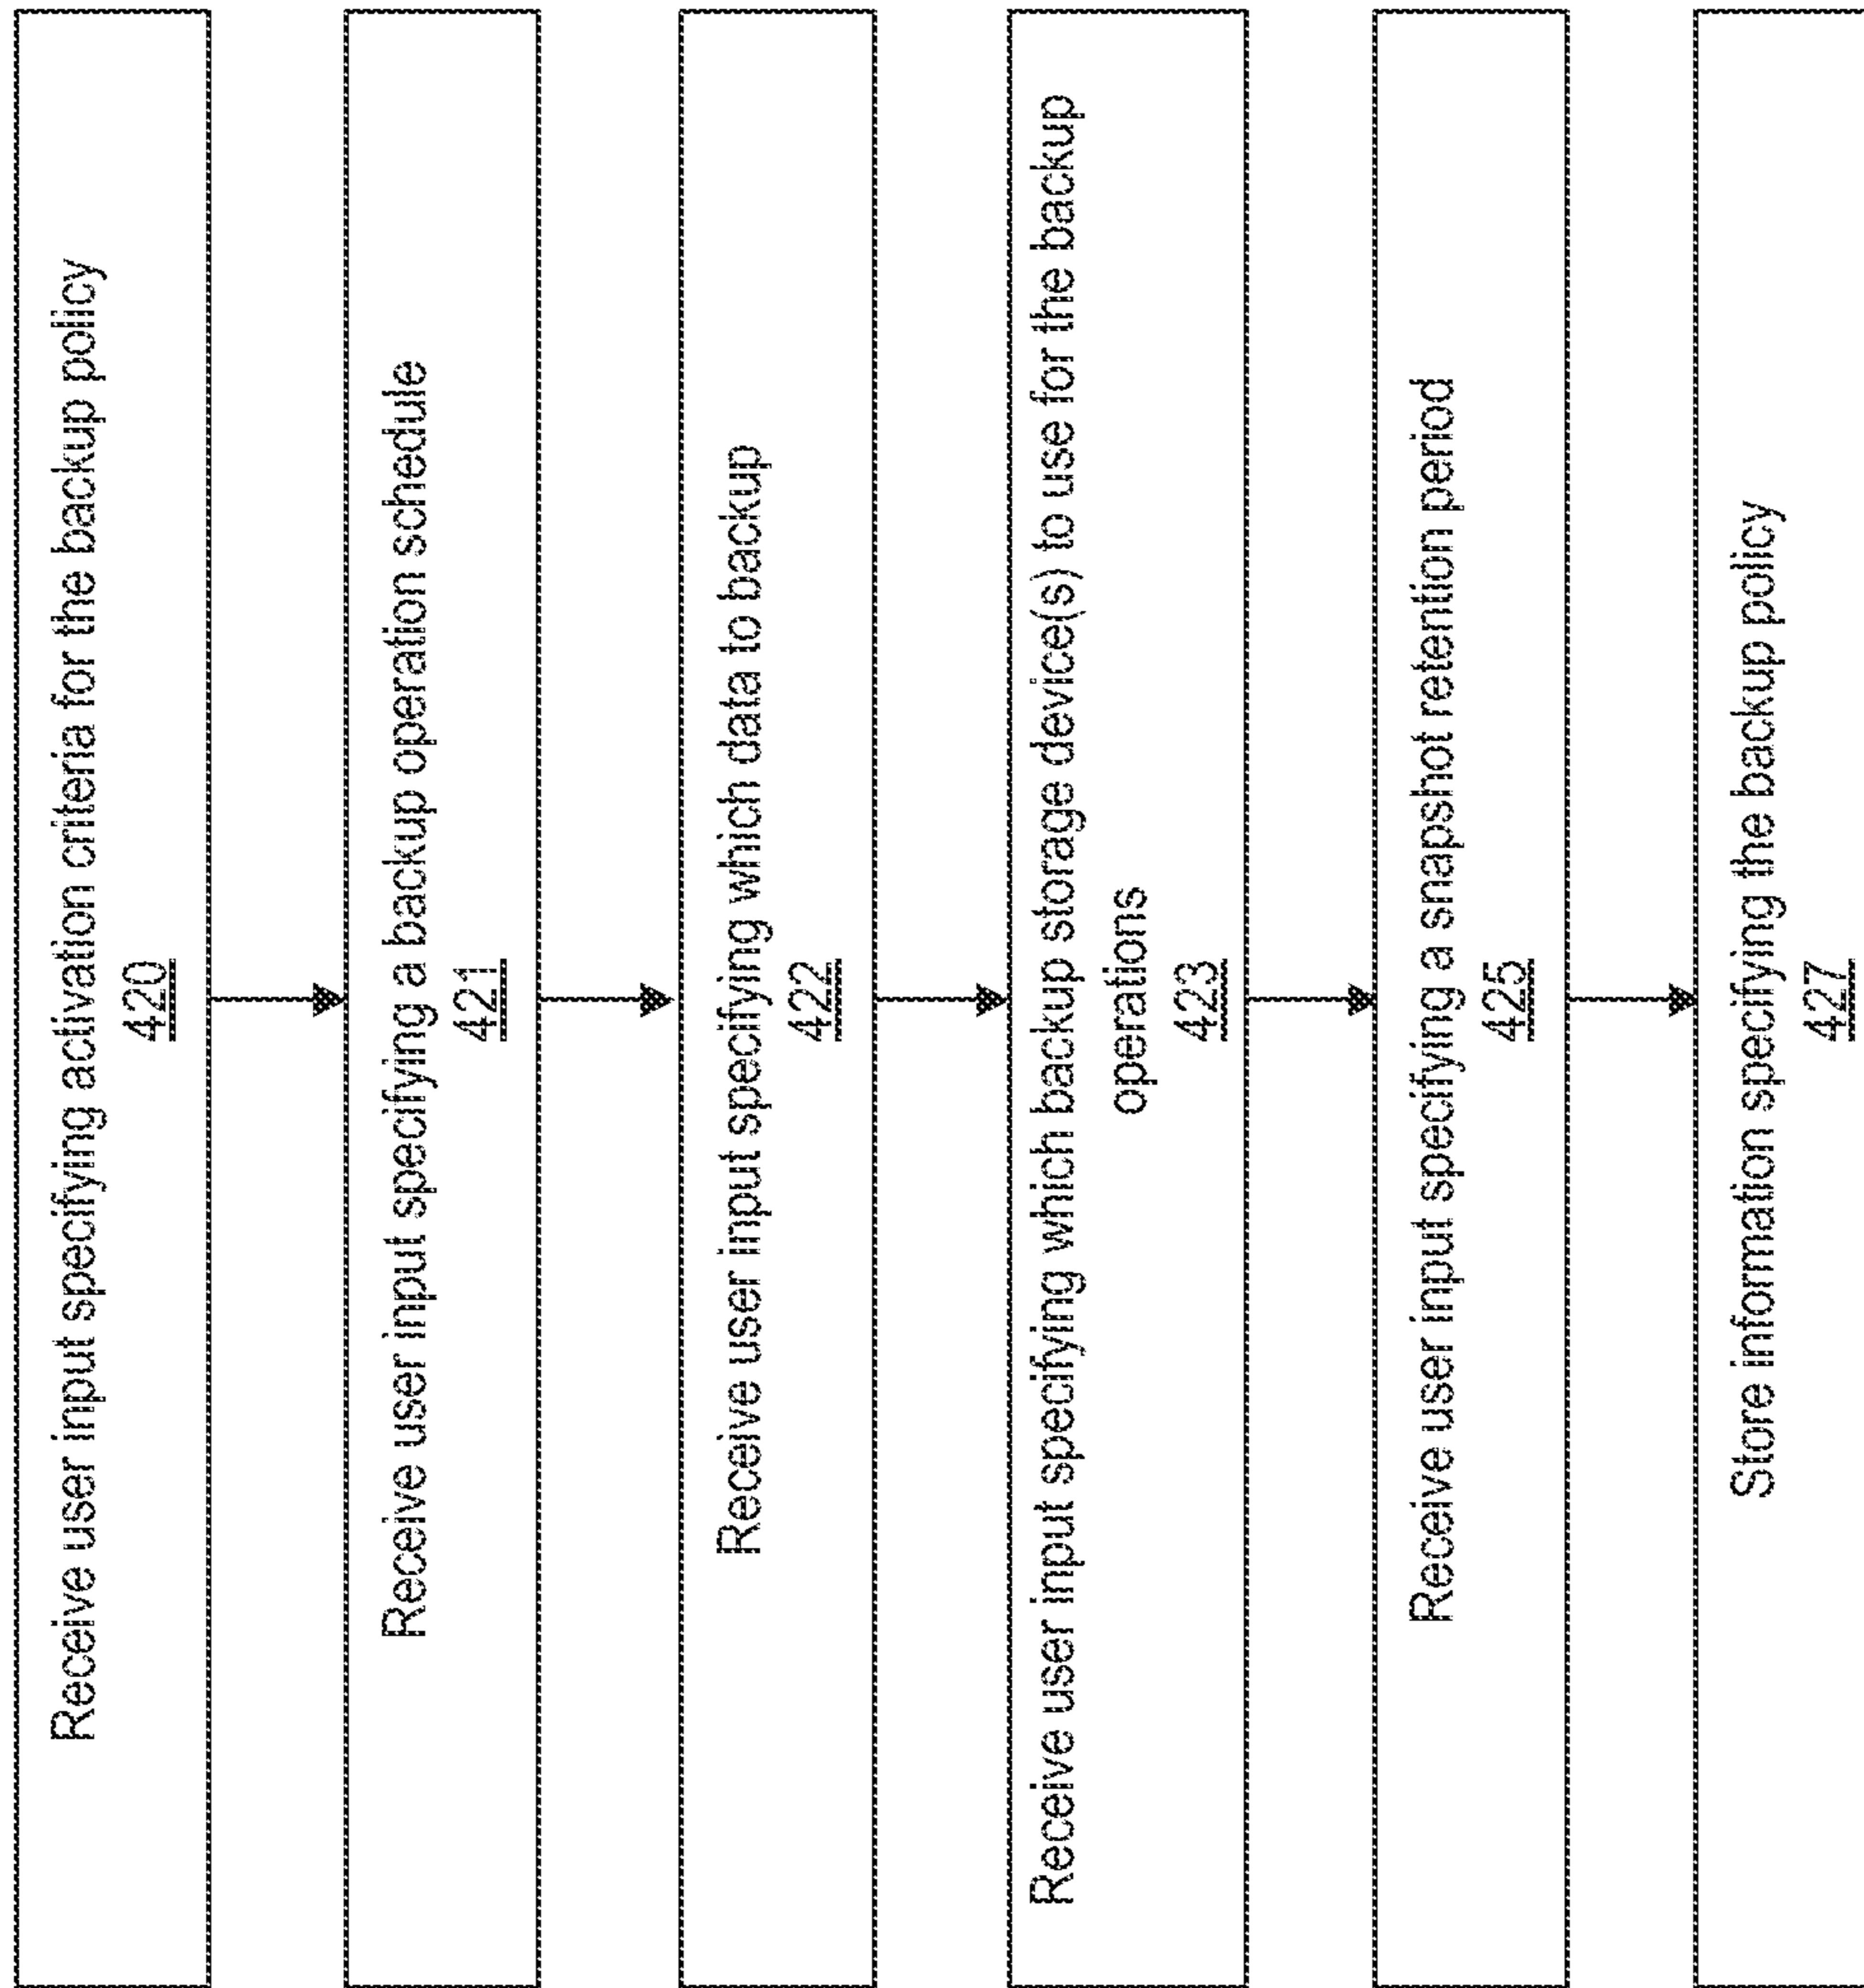 Receive user input specifying activation criteria for the backup policy
420
Receive user input specifying a backup operation schedule
421
Receive user input specifying which data to backup
422
Receive user input specifying which backup storage device(s) to use for the backup
operations
423
Receive user input specifying a snapshot retention period
425
Store information specifying the backup policy
427